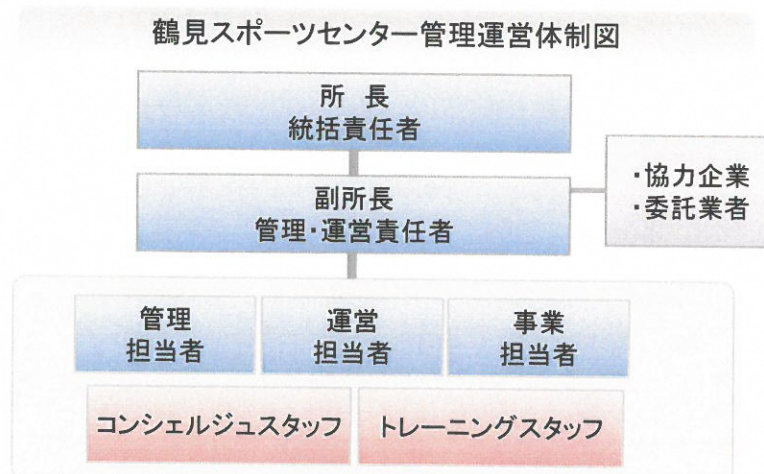 鶴見スポーツセンター管理運営体制図
所 長
統括責任者
副所長
管理・運営責任者
・協力企業
・委託業者
管理
担当者
運営
担当者
事業
担当者
コンシェルジュスタッフ
トレーニングスタッフ